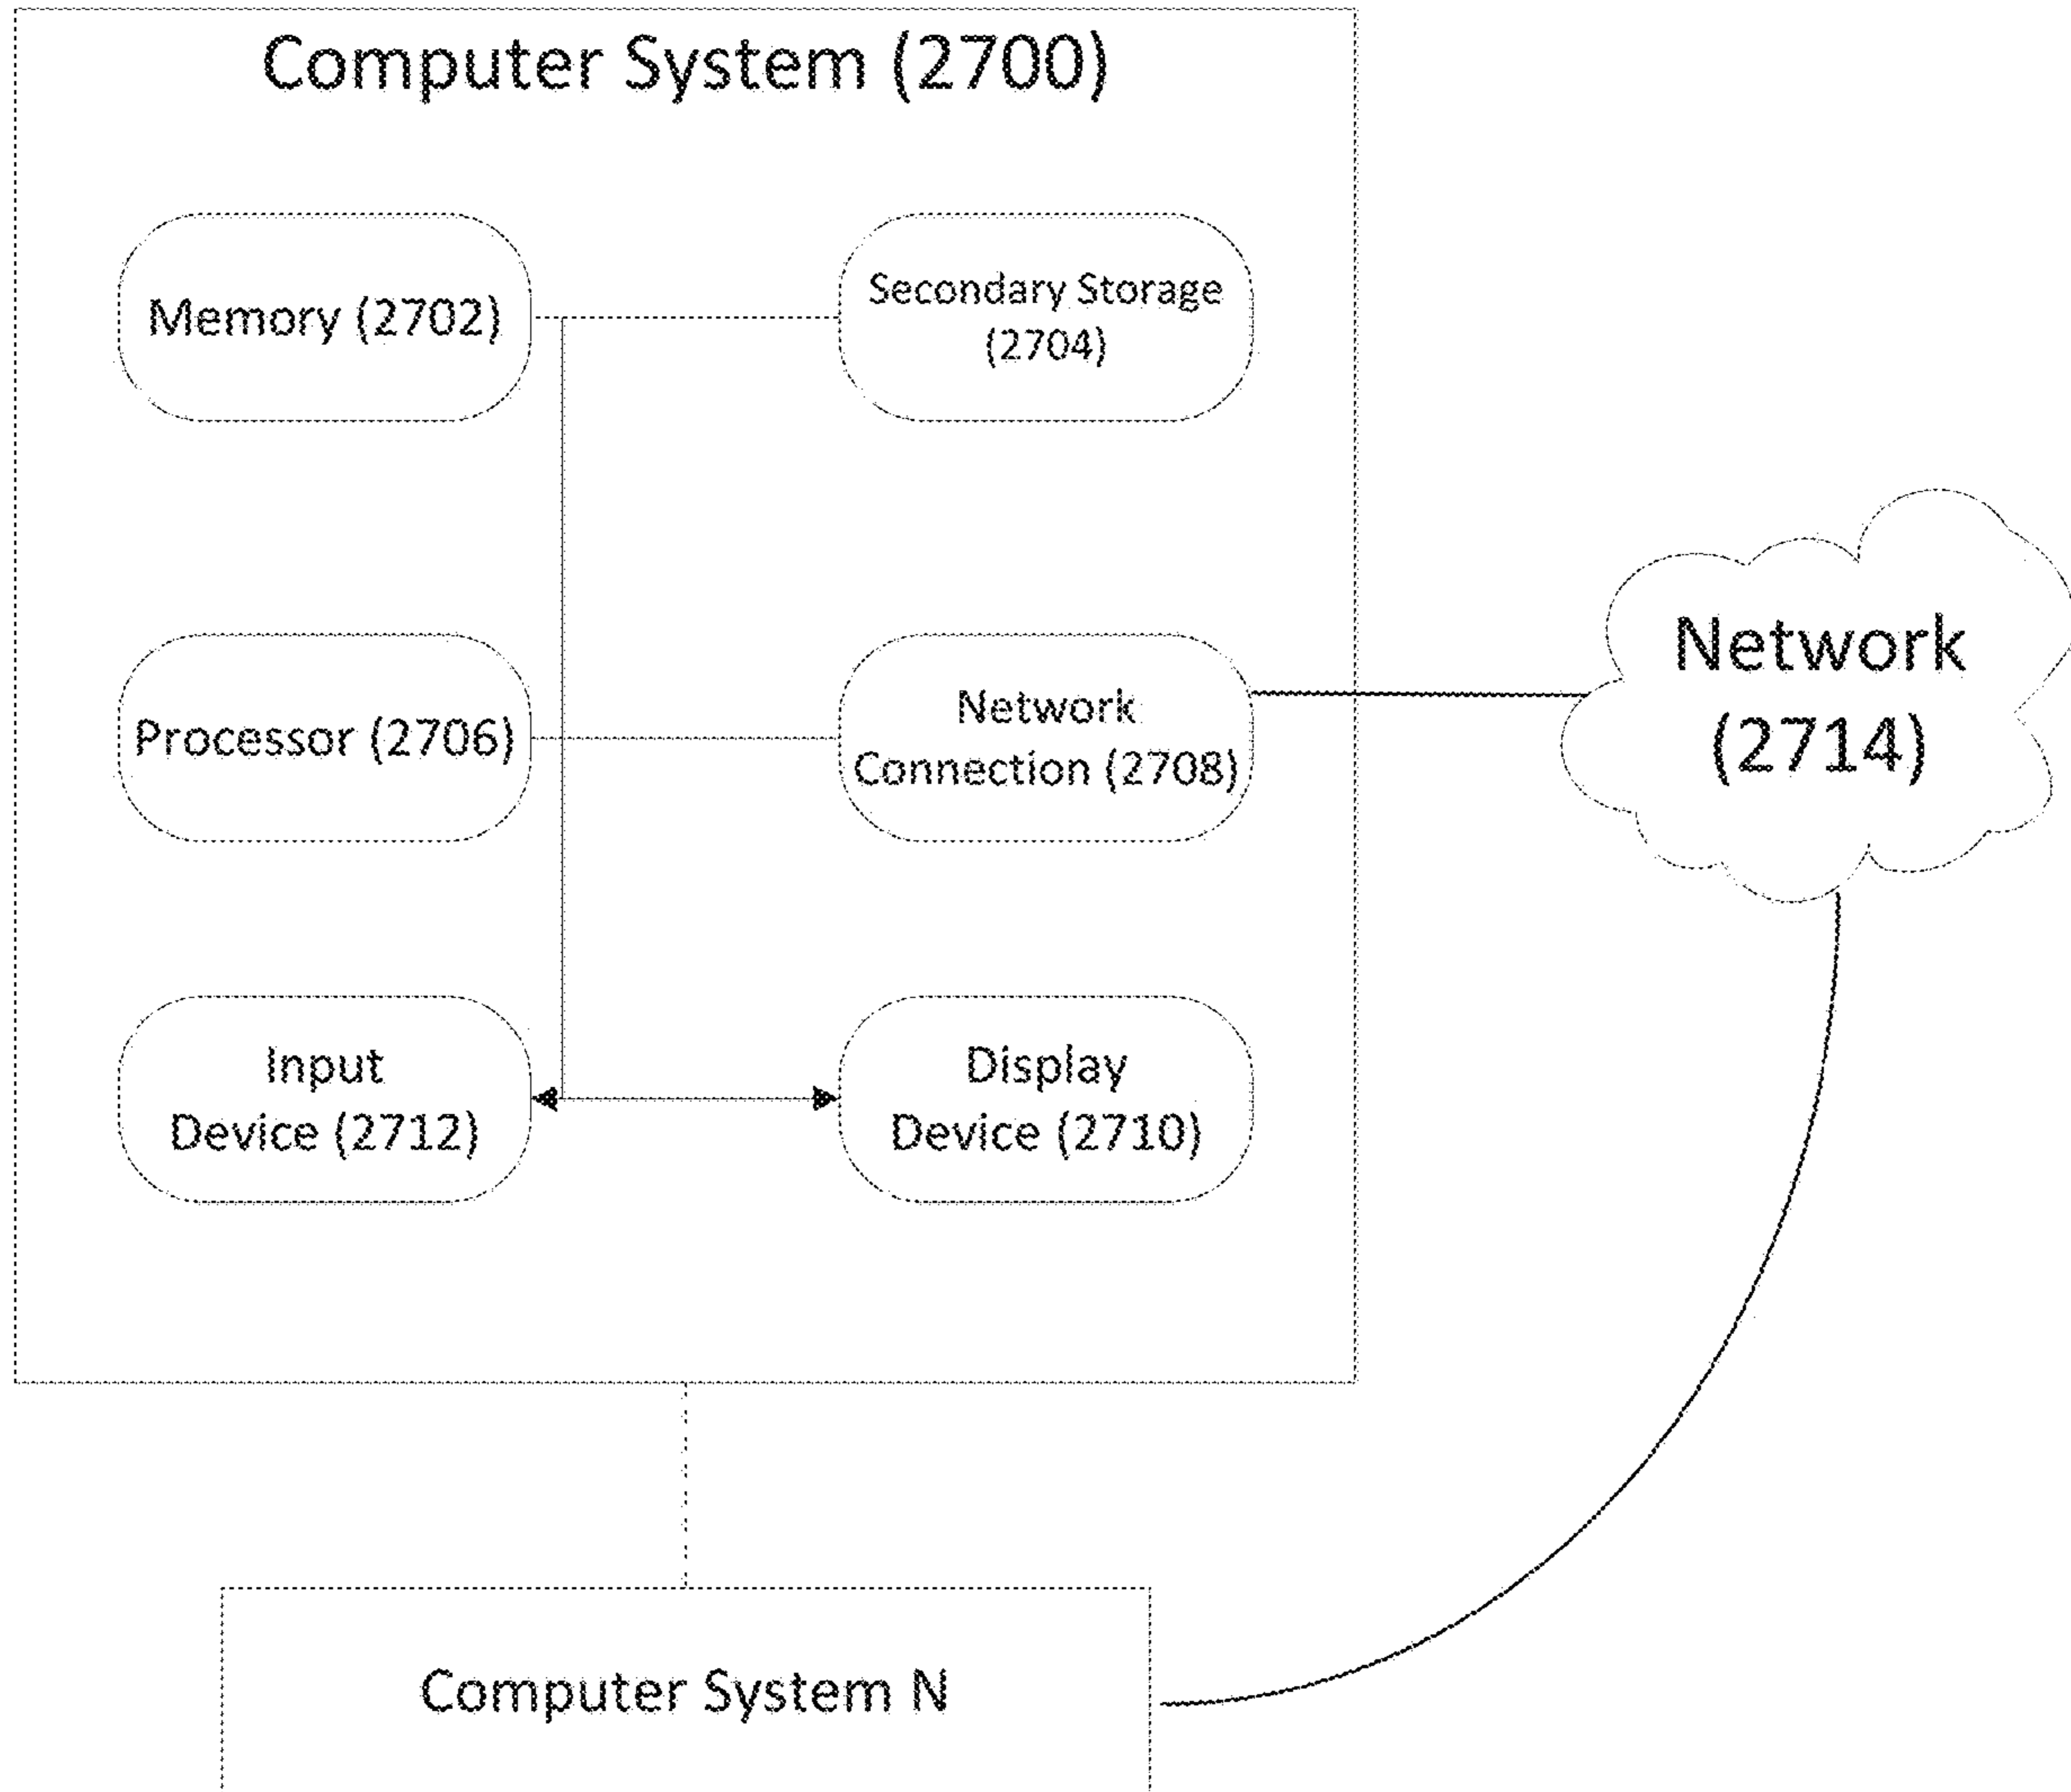 Computer System (2700)
Memory (2702)
Secondary Storage
(2704)
Processor (2706)
Network
Connection (2708)
Network
(2714)
Input
Device (2712)
Display
Device (2710)
Computer System N